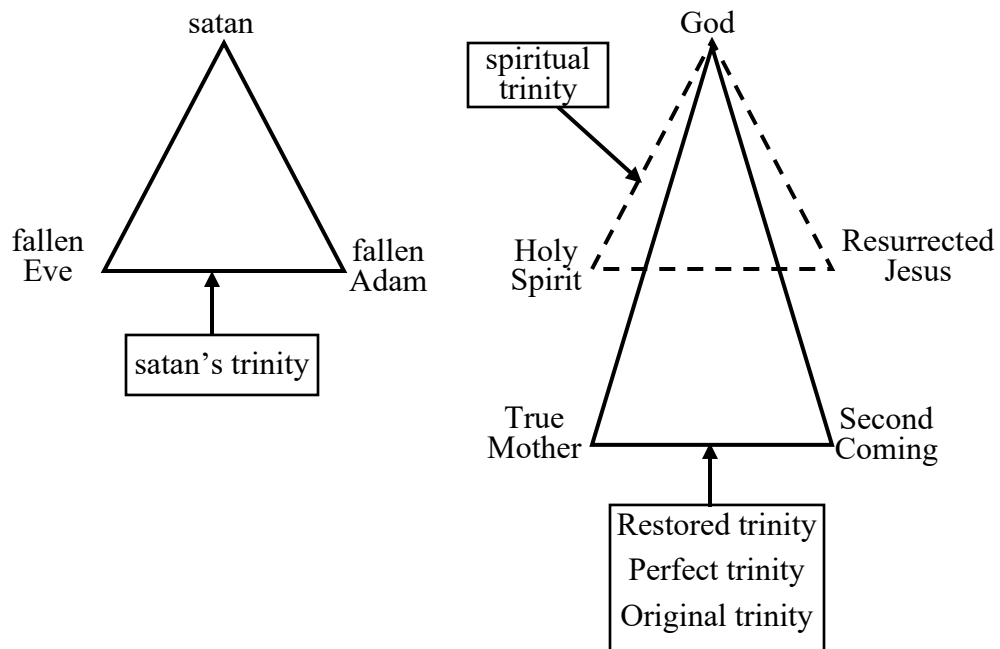 satan
fallen
Eve
fallen
Adam
satan’s trinity
God
spiritual
trinity
Holy
Spirit
Resurrected
Jesus
True
Mother
Second
Coming
Restored trinity
Perfect trinity
Original trinity